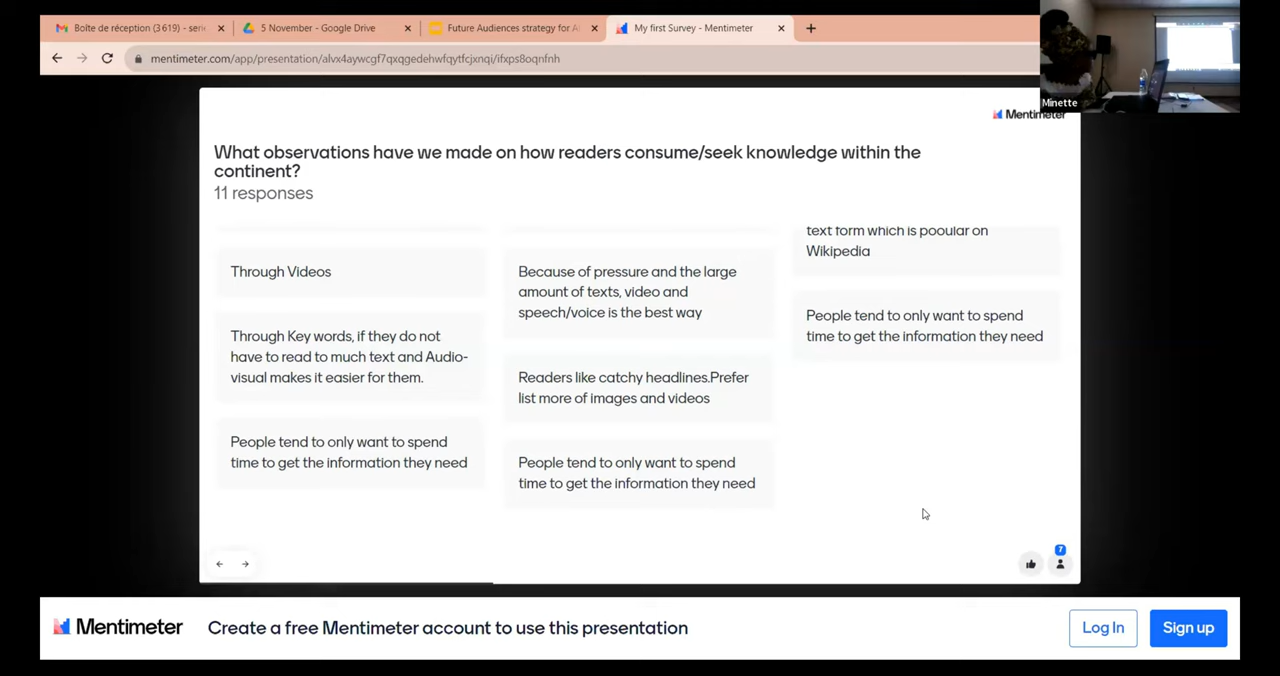 Boîte de réception (3 619) - sene
5 November - Google Drive
Future Audiences strategy for AI
My first Survey - Mentimeter
mentimeter.com/app/presentation/alvx4aywcgf7qxqgedehwfqytfcjxnqi/ifxps8oqnfnh
Minette
Mentimeter
What observations have we made on how readers consume/seek knowledge within the
continent?
11 responses
Through Videos
Through Key words, if they do not
have to read to much text and Audio-
visual makes it easier for them.
People tend to only want to spend
time to get the information they need
Because of pressure and the large
amount of texts, video and
speech/voice is the best way
Readers like catchy headlines.Prefer
list more of images and videos
People tend to only want to spend
time to get the information they need
text form which is pooular on
Wikipedia
People tend to only want to spend
time to get the information they need
7
Mentimeter
Create a free Mentimeter account to use this presentation
Log In
Sign up